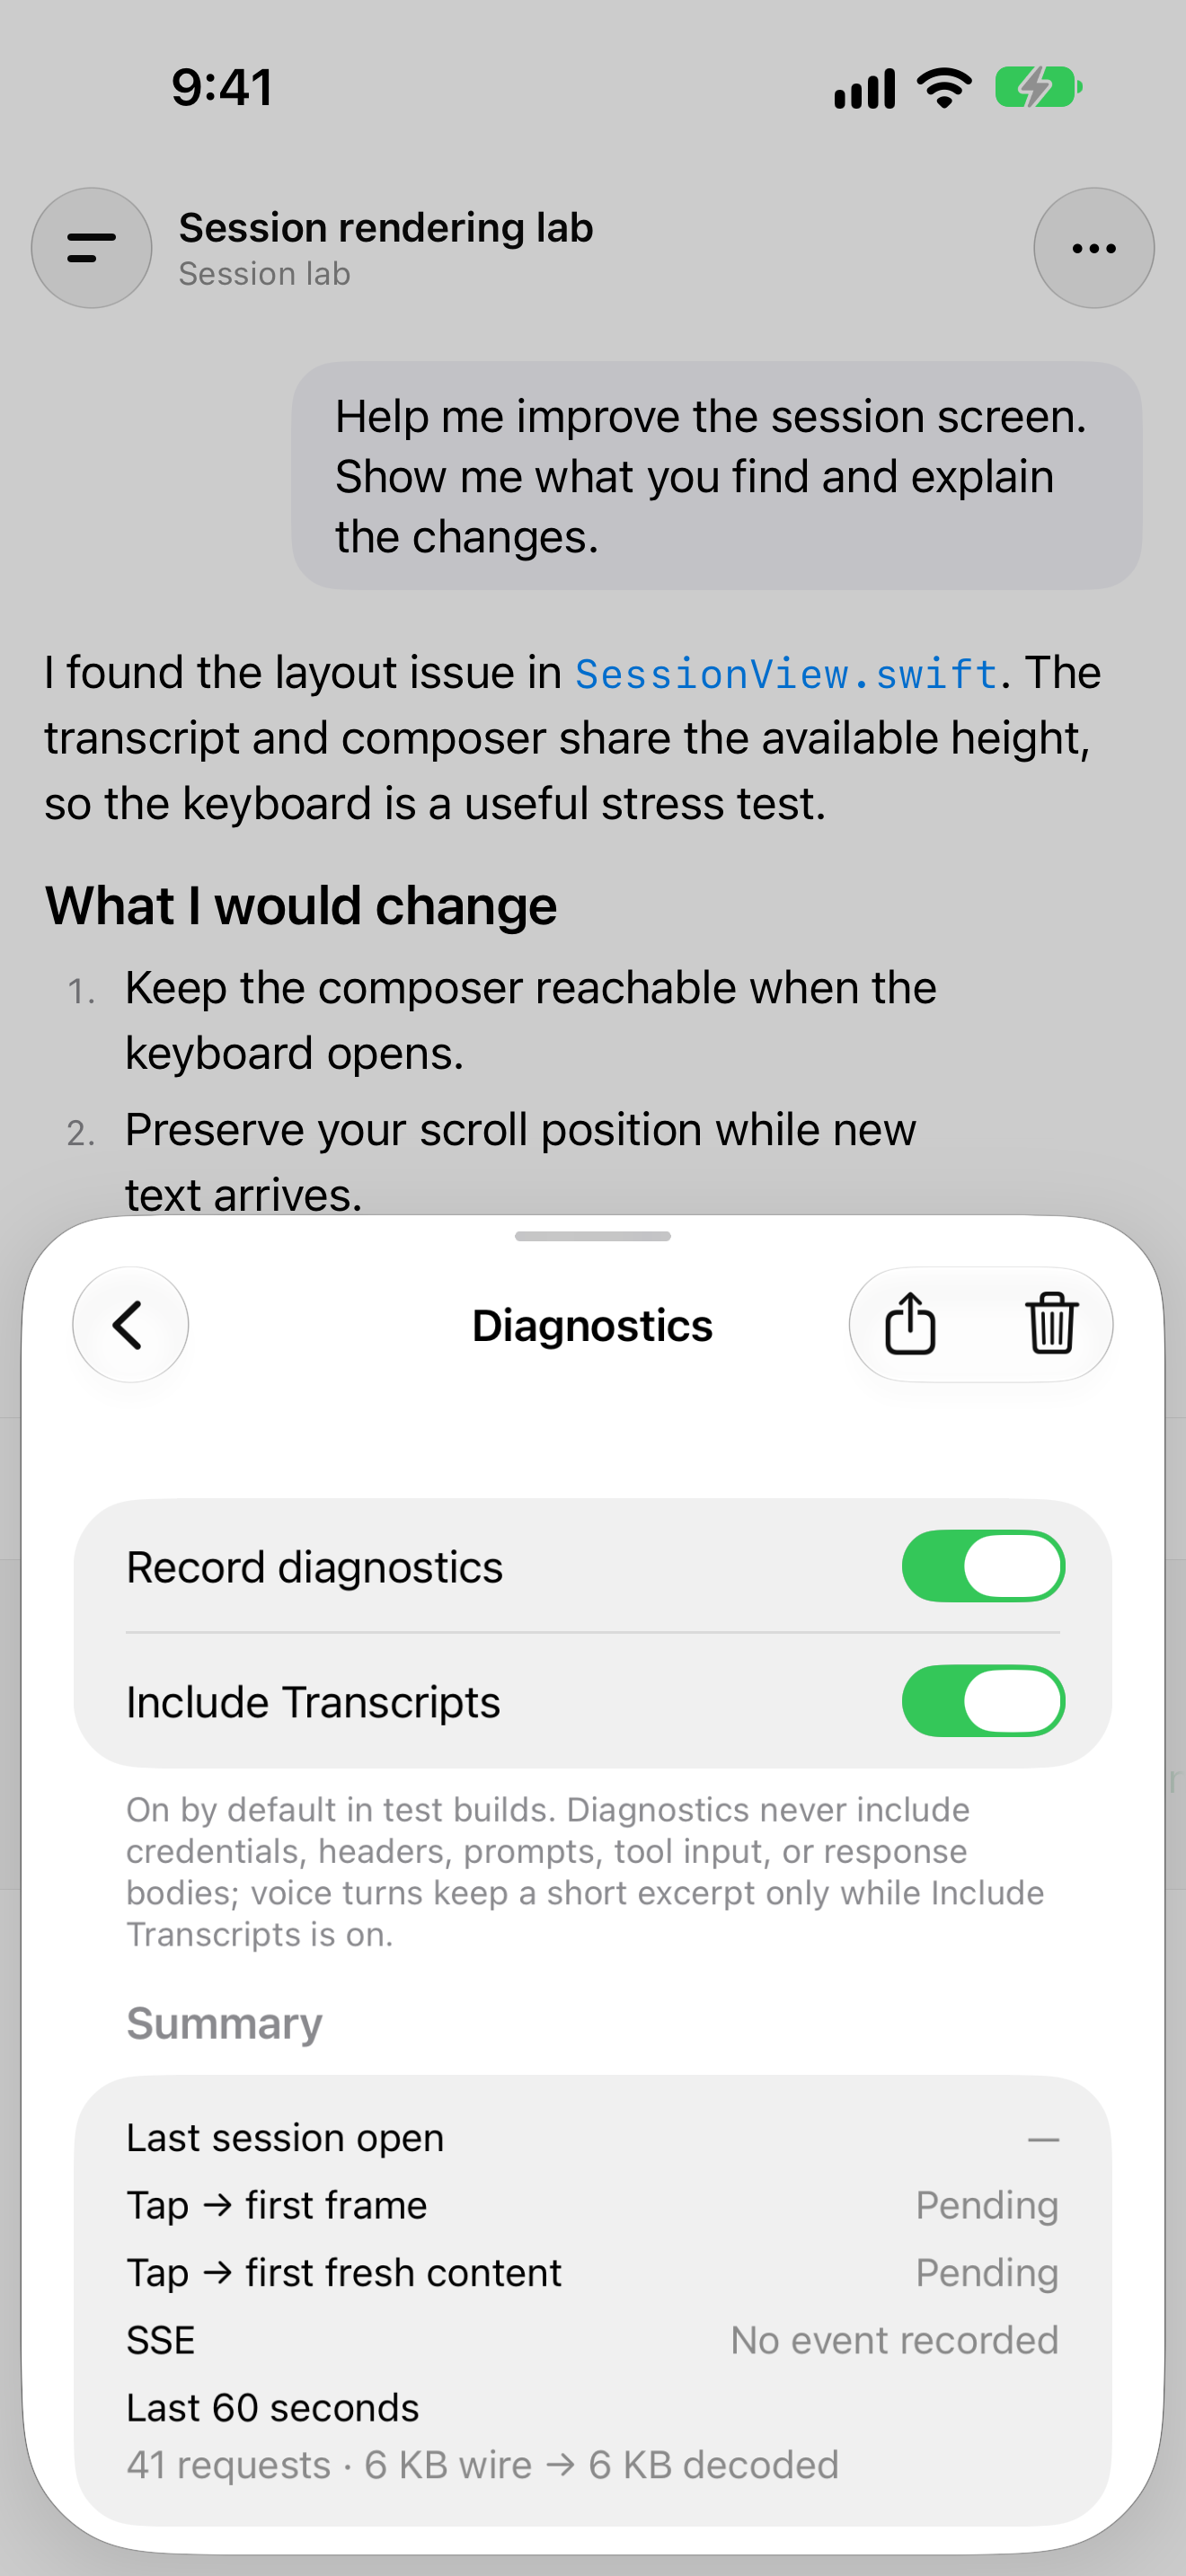 9:41
Session rendering lab
Session lab
Help me improve the session screen.
Show me what you find and explain
the changes.
I found the layout issue in SessionView.swift. The
transcript and composer share the available height,
so the keyboard is a useful stress test.
What I would change
1. Keep the composer reachable when the
keyboard opens.
2. Preserve your scroll position while new
text arrives.
Diagnostics
Record diagnostics
Include Transcripts
On by default in test builds. Diagnostics never include
credentials, headers, prompts, tool input, or response
bodies; voice turns keep a short excerpt only while Include
Transcripts is on.
Summary
Last session open —
Tap → first frame Pending
Tap → first fresh content Pending
SSE No event recorded
Last 60 seconds
41 requests · 6 KB wire → 6 KB decoded